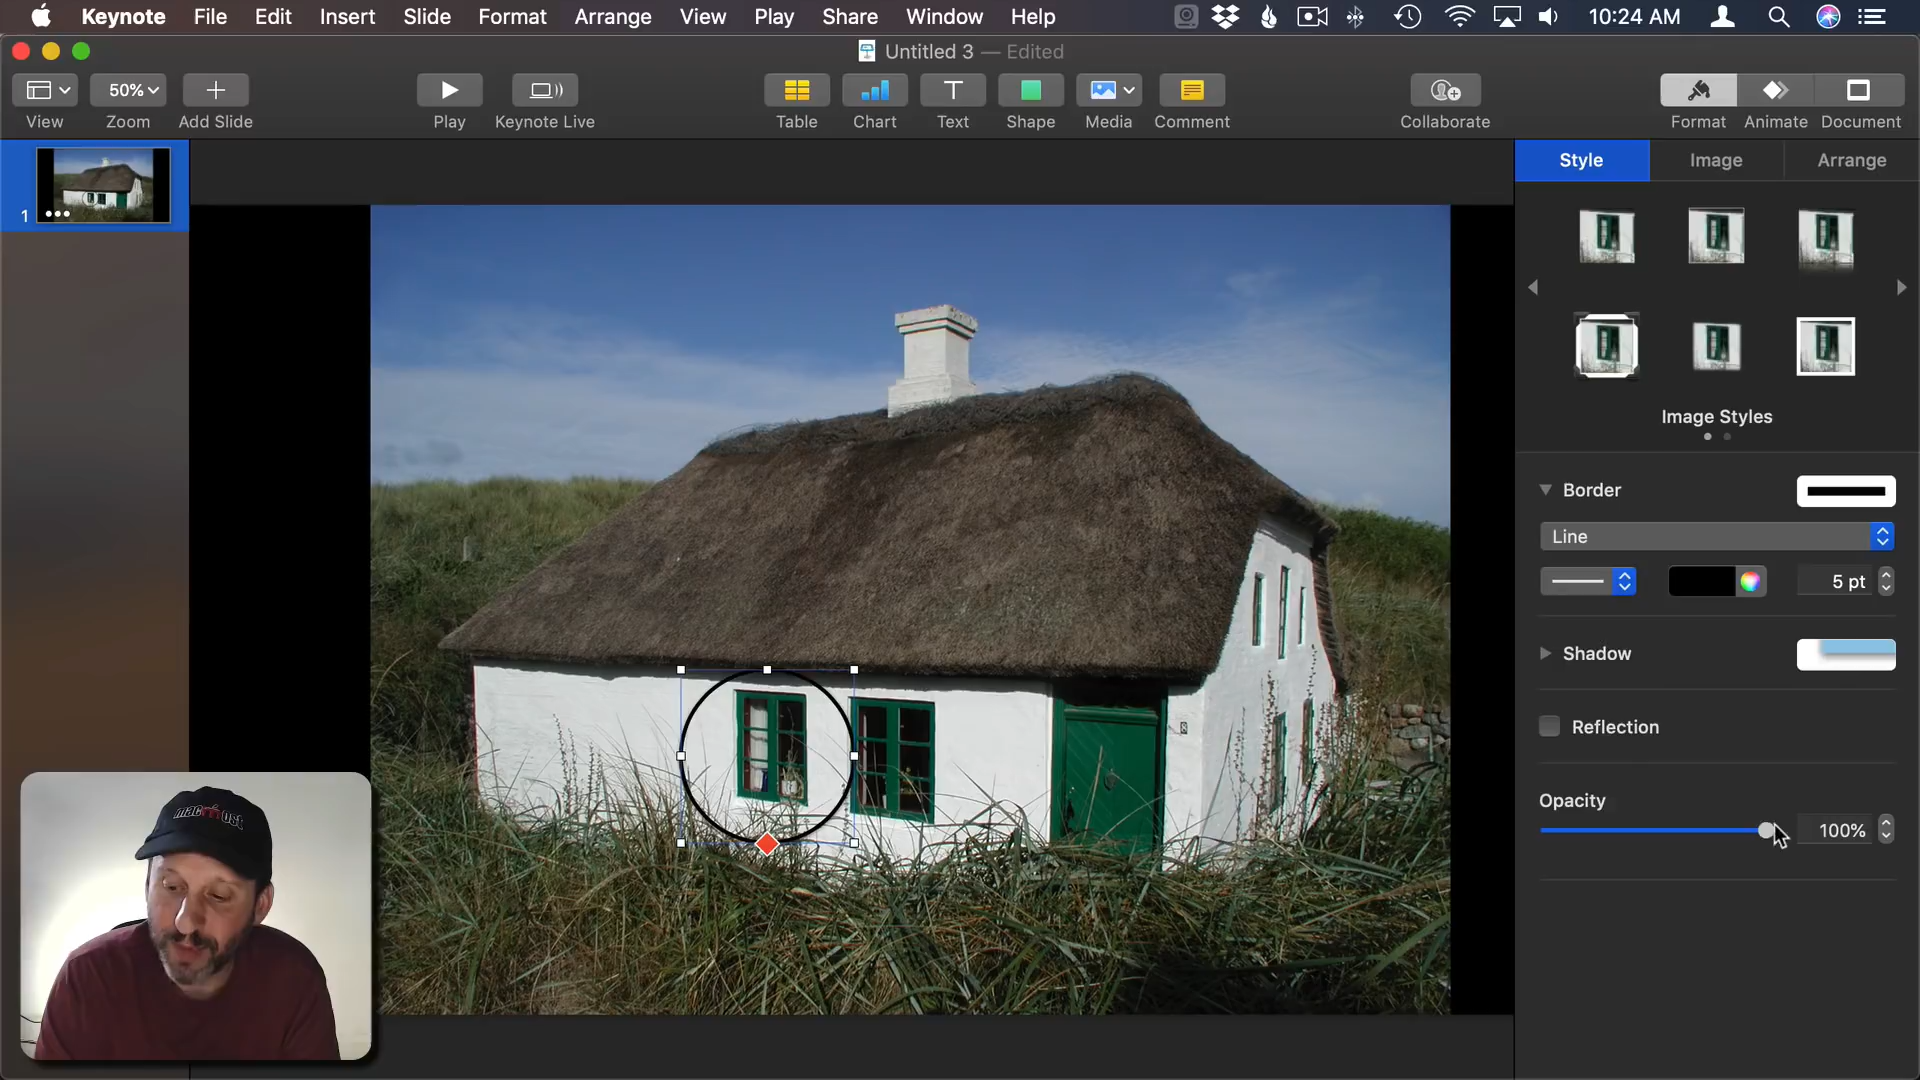 Keynote File Edit Insert Slide Format Arrange View Play Share Window Help 10:24 AM
Untitled 3 — Edited
50%
View Zoom Add Slide Play Keynote Live Table Chart Text Shape Media Comment Collaborate Format Animate Document
Style Image Arrange
1
Image Styles
Border
Line
5 pt
Shadow
Reflection
Opacity
100%